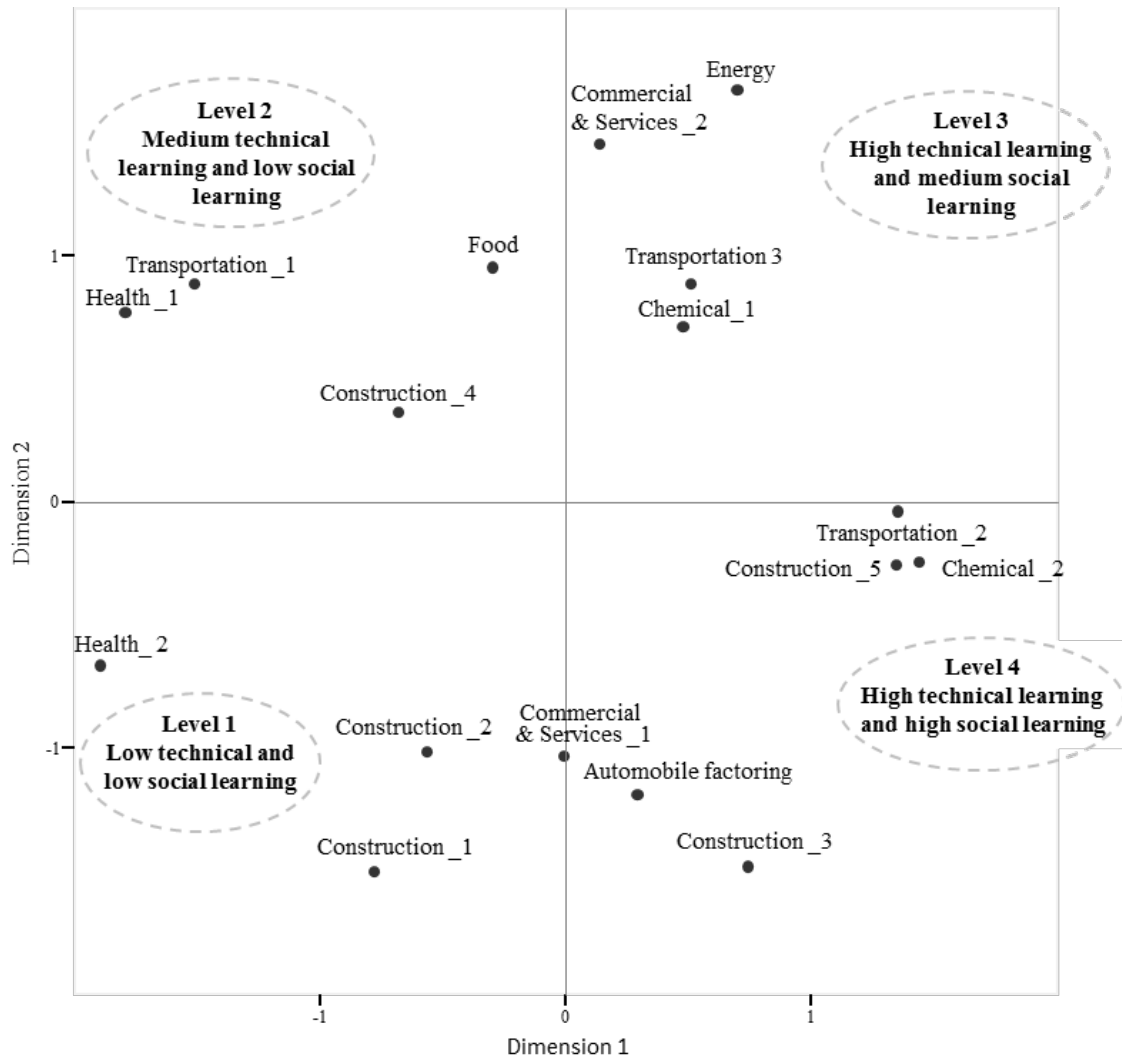 Energy
Commercial
& Services _2
Level 2
Medium technical
learning and low social
learning
Level 3
High technical learning
and medium social
learning
Food
Transportation 3
1
Transportation _1
Health _1
Chemical_1
Construction _4
Dimension 2
0
Transportation _2
Construction _5
Chemical _2
Health_ 2
Level 4
High technical learning
and high social learning
Level 1
Low technical and
low social learning
Construction _2
Commercial
& Services _1
-1
Automobile factoring
Construction _1
Construction _3
-1
0
1
Dimension 1